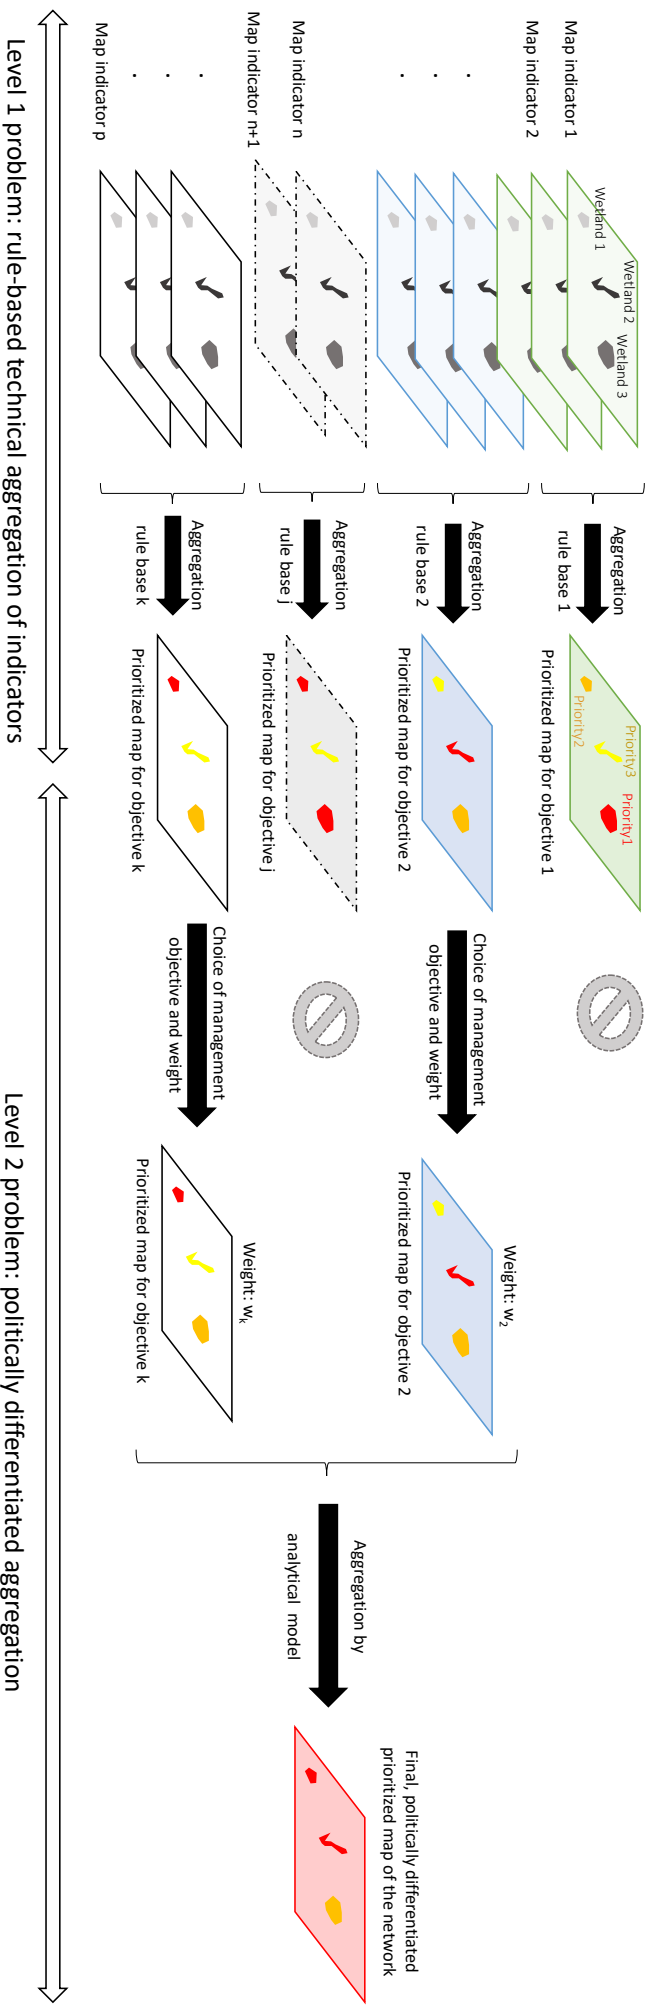 Map indicator 1
Map indicator 2
.
.
.
Map indicator n
Map indicator n+1
.
.
.
Map indicator p
Wetland 1
Wetland 2
Wetland 3
Aggregation
rule base 1
Aggregation
rule base 2
Aggregation
rule base j
Aggregation
rule base k
Priority2
Priority3
Priority1
Prioritized map for objective 1
Prioritized map for objective 2
Prioritized map for objective j
Prioritized map for objective k
Choice of management
objective and weight
Choice of management
objective and weight
Weight: w2
Prioritized map for objective 2
Weight: wk
Prioritized map for objective k
Aggregation by
analytical model
Final, politically differentiated
prioritized map of the network
Level 1 problem: rule-based technical aggregation of indicators
Level 2 problem: politically differentiated aggregation